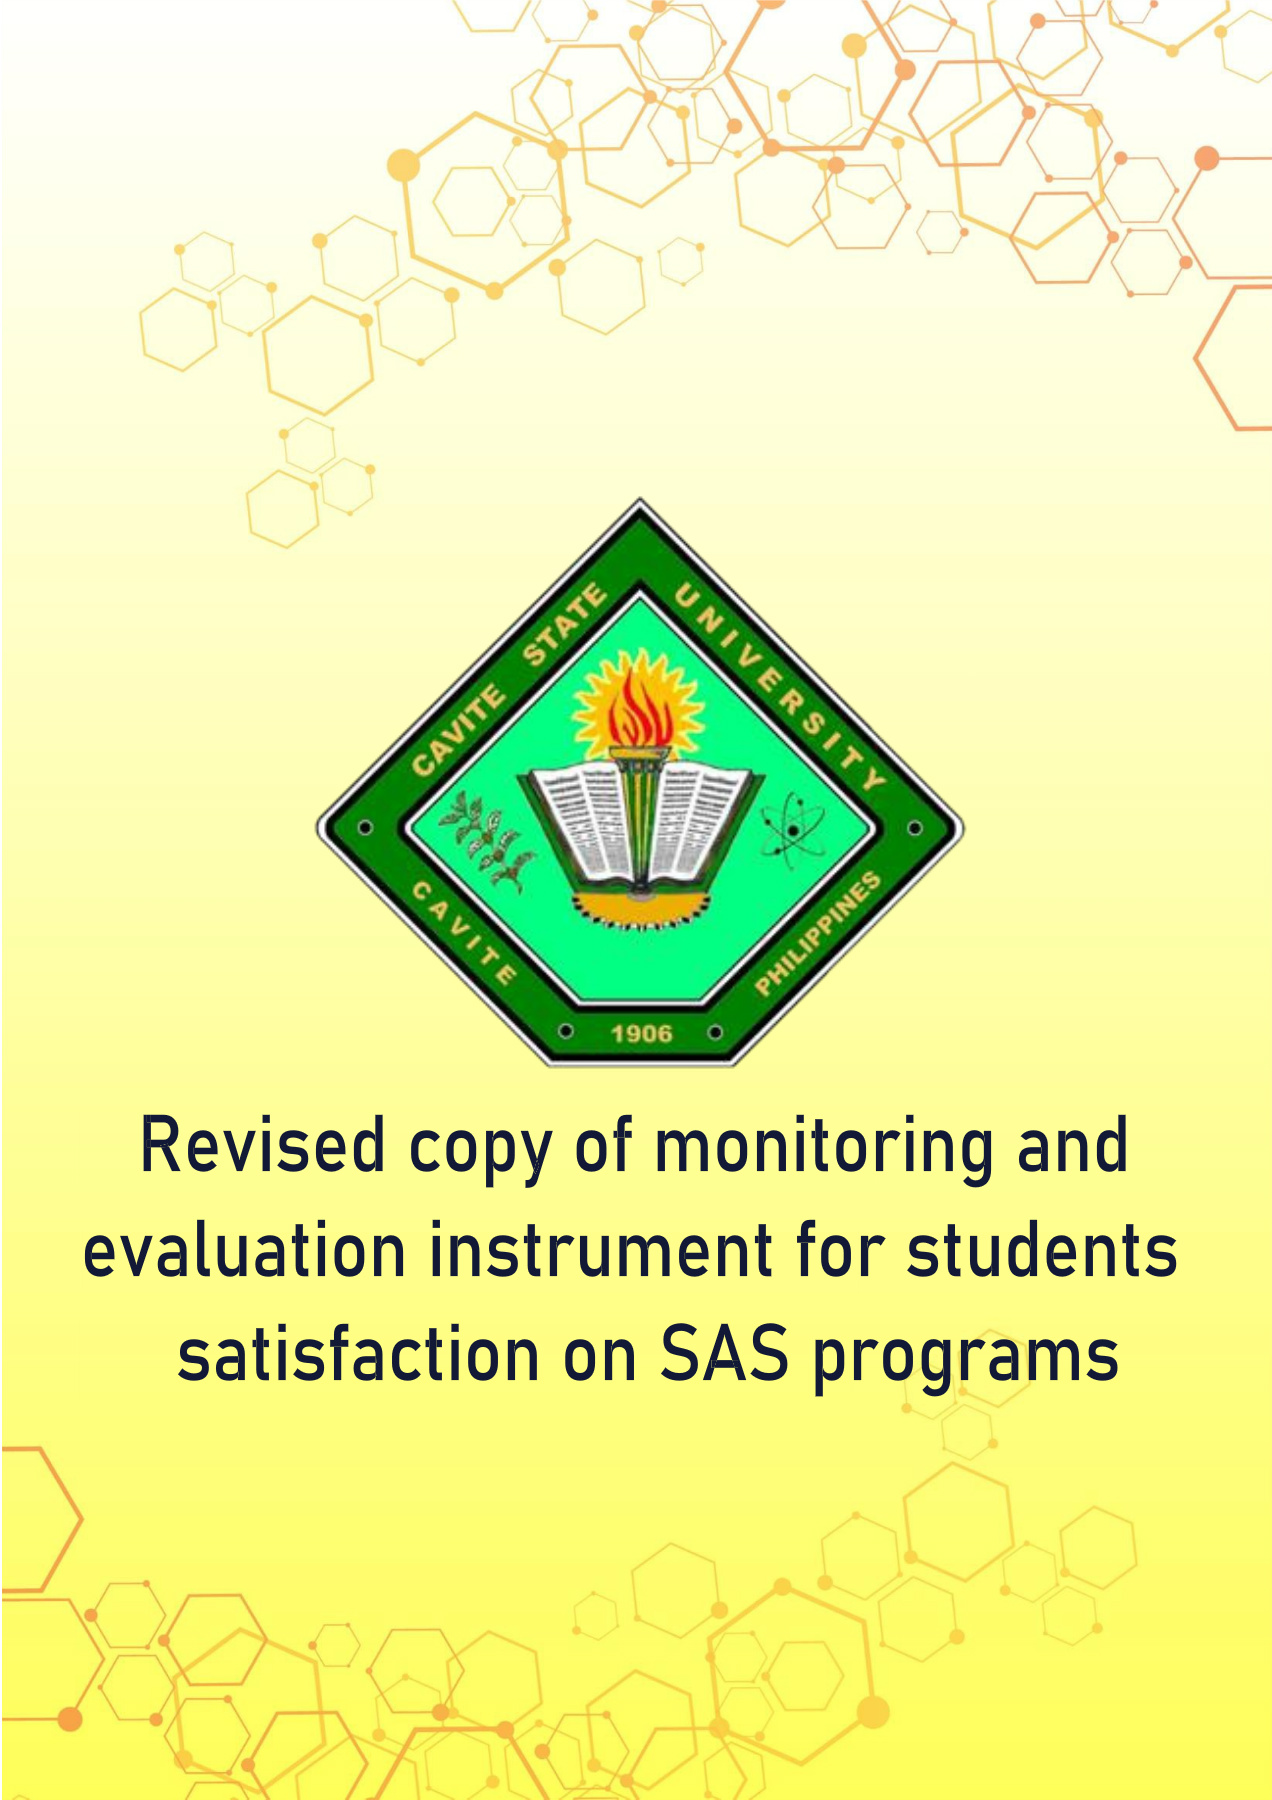 CAVITE STATE UNIVERSITY
CAVITE
PHILIPPINES
1906
Revised copy of monitoring and
evaluation instrument for students
satisfaction on SAS programs